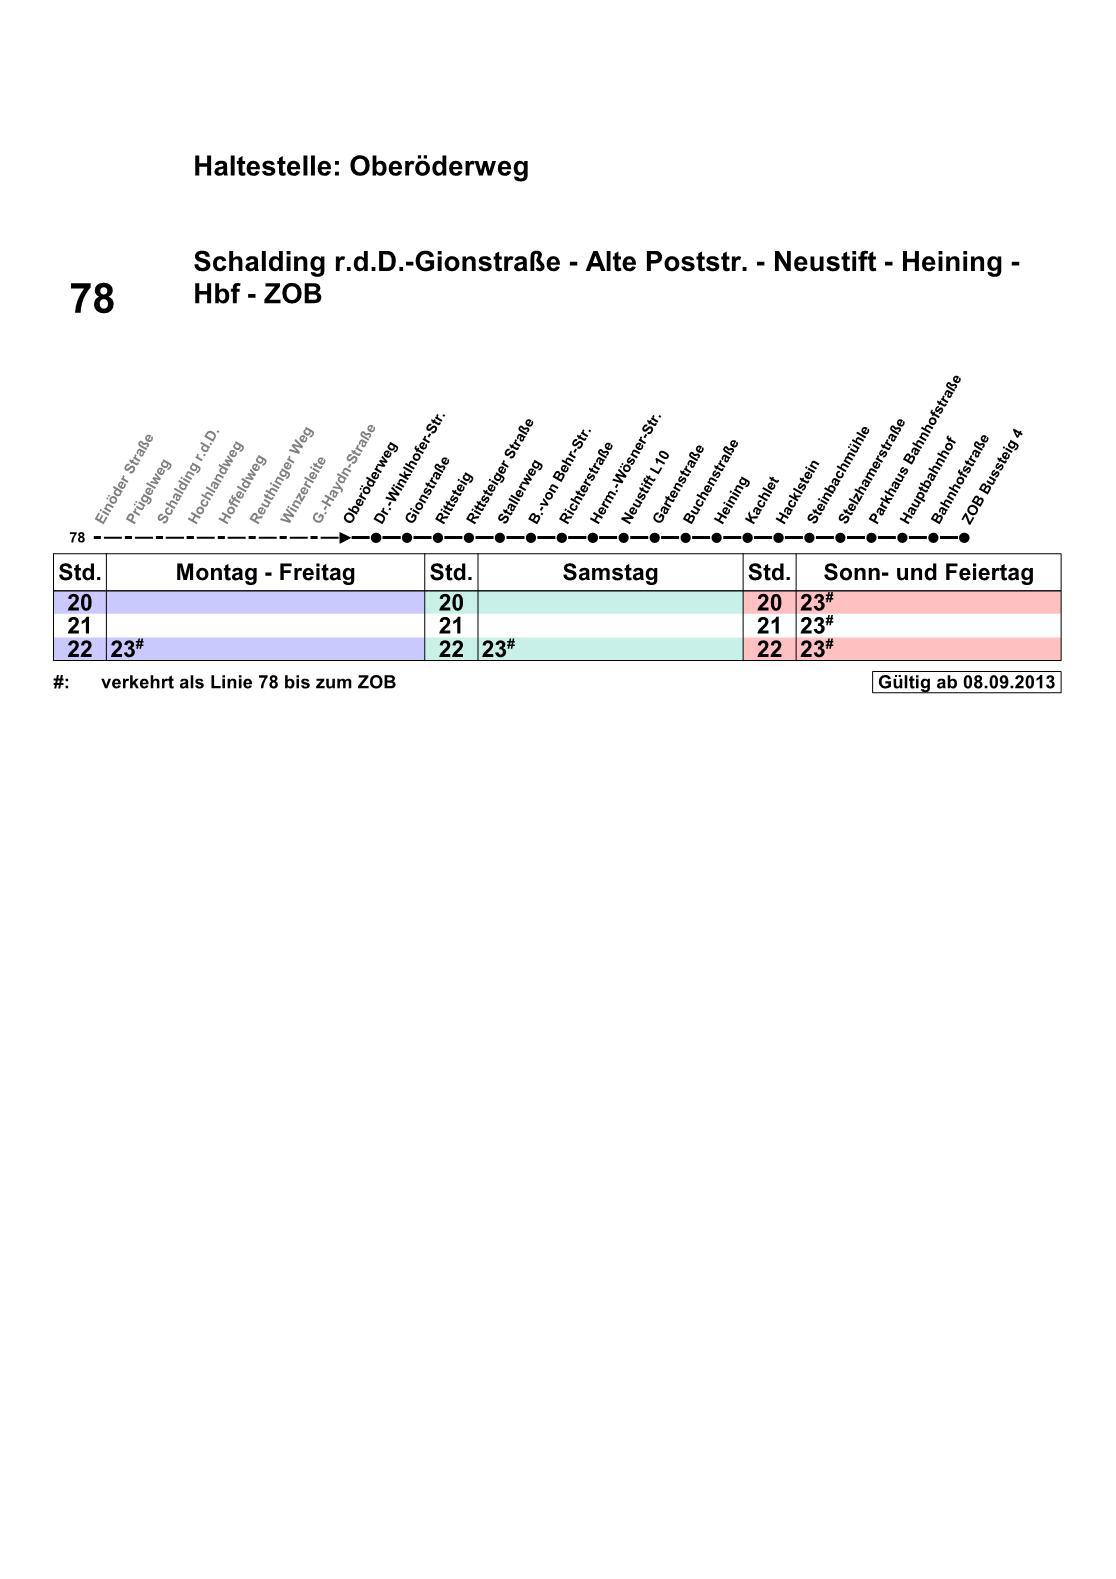 Haltestelle: Oberöderweg
Schalding r.d.D.-Gionstraße - Alte Poststr. - Neustift - Heining -
78 Hbf - ZOB
Einöder Straße
Prügelweg
Schalding r.d.D.
Hochlandweg
Hoffeldweg
Reuthinger Weg
Winzerleite
G.-Haydn-Straße
Oberöderweg
Dr.-Winklhofer-Str.
Gionstraße
Rittsteig
Rittsteiger Straße
Stallerweg
B.-von Behr-Str.
Richterstraße
Herm.-Wösner-Str.
Neustift L10
Gartenstraße
Buchenstraße
Heining
Kachlet
Hacklstein
Steinbachmühle
Stelzhamerstraße
Parkhaus Bahnhofstraße
Hauptbahnhof
Bahnhofstraße
ZOB Bussteig 4
78
Std. Montag - Freitag Std. Samstag Std. Sonn- und Feiertag
20 20 20 23#
21 21 21 23#
22 23# 22 23# 22 23#
#: verkehrt als Linie 78 bis zum ZOB Gültig ab 08.09.2013